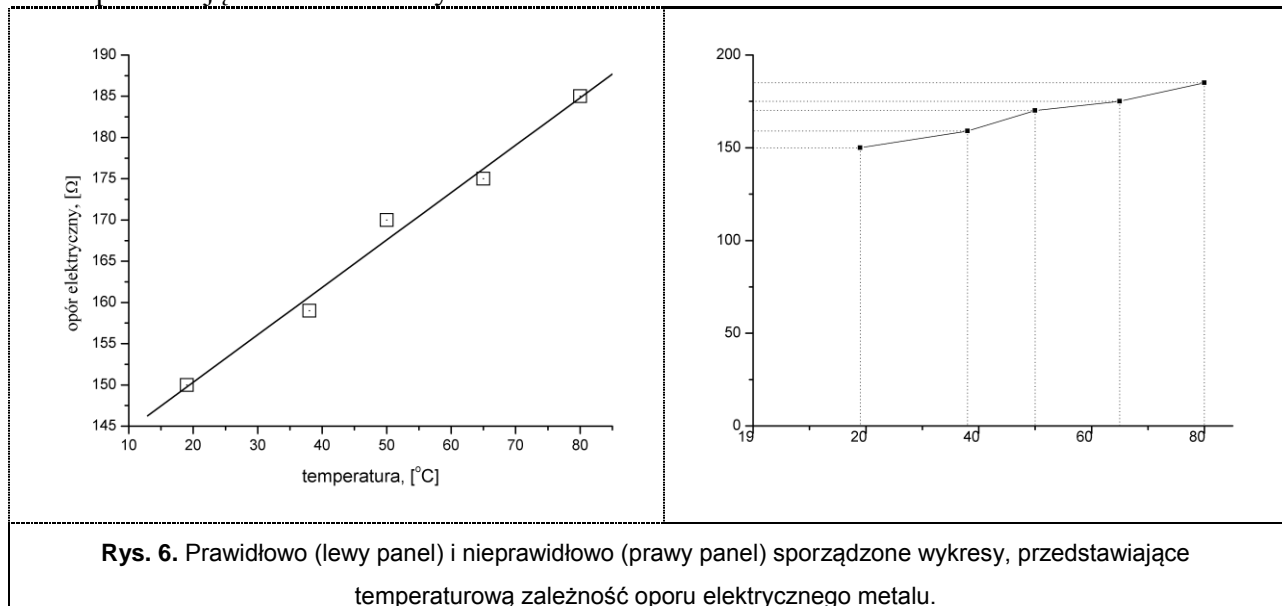 190
185
180
175
170
165
160
155
150
145
opór elektryczny, [Ω]
10 20 30 40 50 60 70 80
temperatura, [°C]
200
150
100
50
0
19 20 40 60 80
Rys. 6. Prawidłowo (lewy panel) i nieprawidłowo (prawy panel) sporządzone wykresy, przedstawiające
temperaturową zależność oporu elektrycznego metalu.